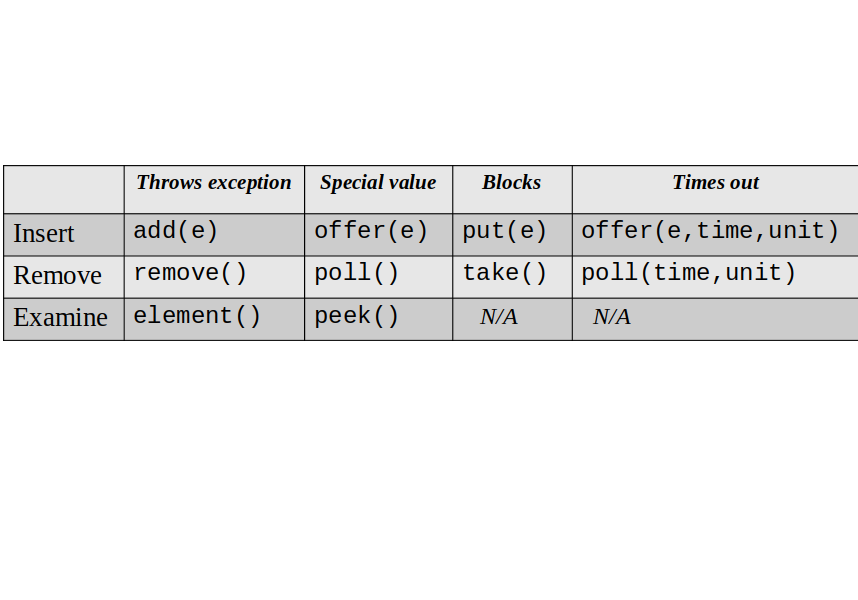 Throws exception Special value Blocks Times out
Insert add(e) offer(e) put(e) offer(e,time,unit)
Remove remove() poll() take() poll(time,unit)
Examine element() peek() N/A N/A